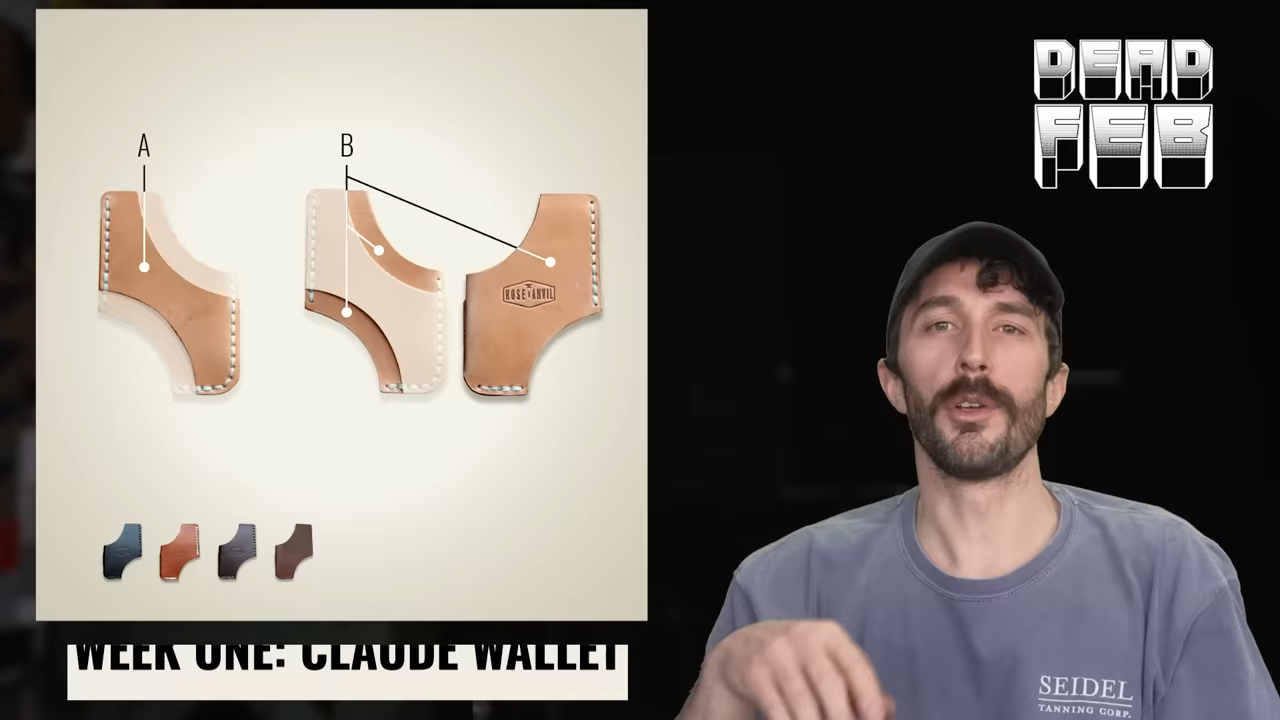 A
B
ROSE ANVIL
WEEK ONE: CLAUDE WALLET
DEAD
FEB
SEIDEL
TANNING CORP.